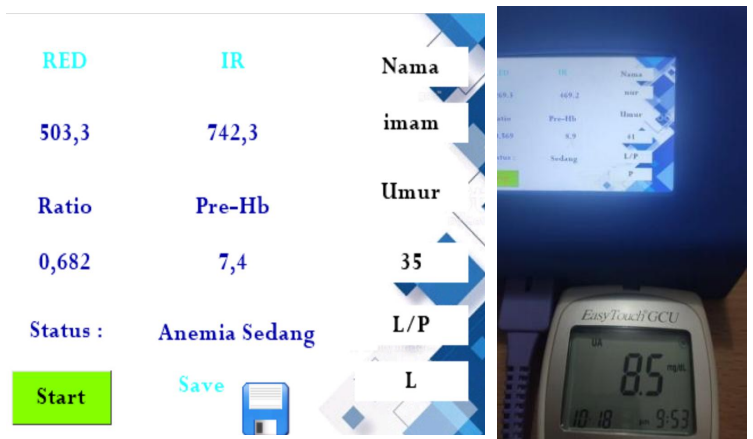 RED IR Nama
503,3 742,3 imam
Ratio Pre-Hb Umur
0,682 7,4 35
Status : Anemia Sedang L/P
Start Save L
IR Nama
469.2 nur
Pre-Hb Umur
8.9 41
Sedang L/P
P
EasyTouch GCU
UA
8.5 mg/dL
10-18 9:53